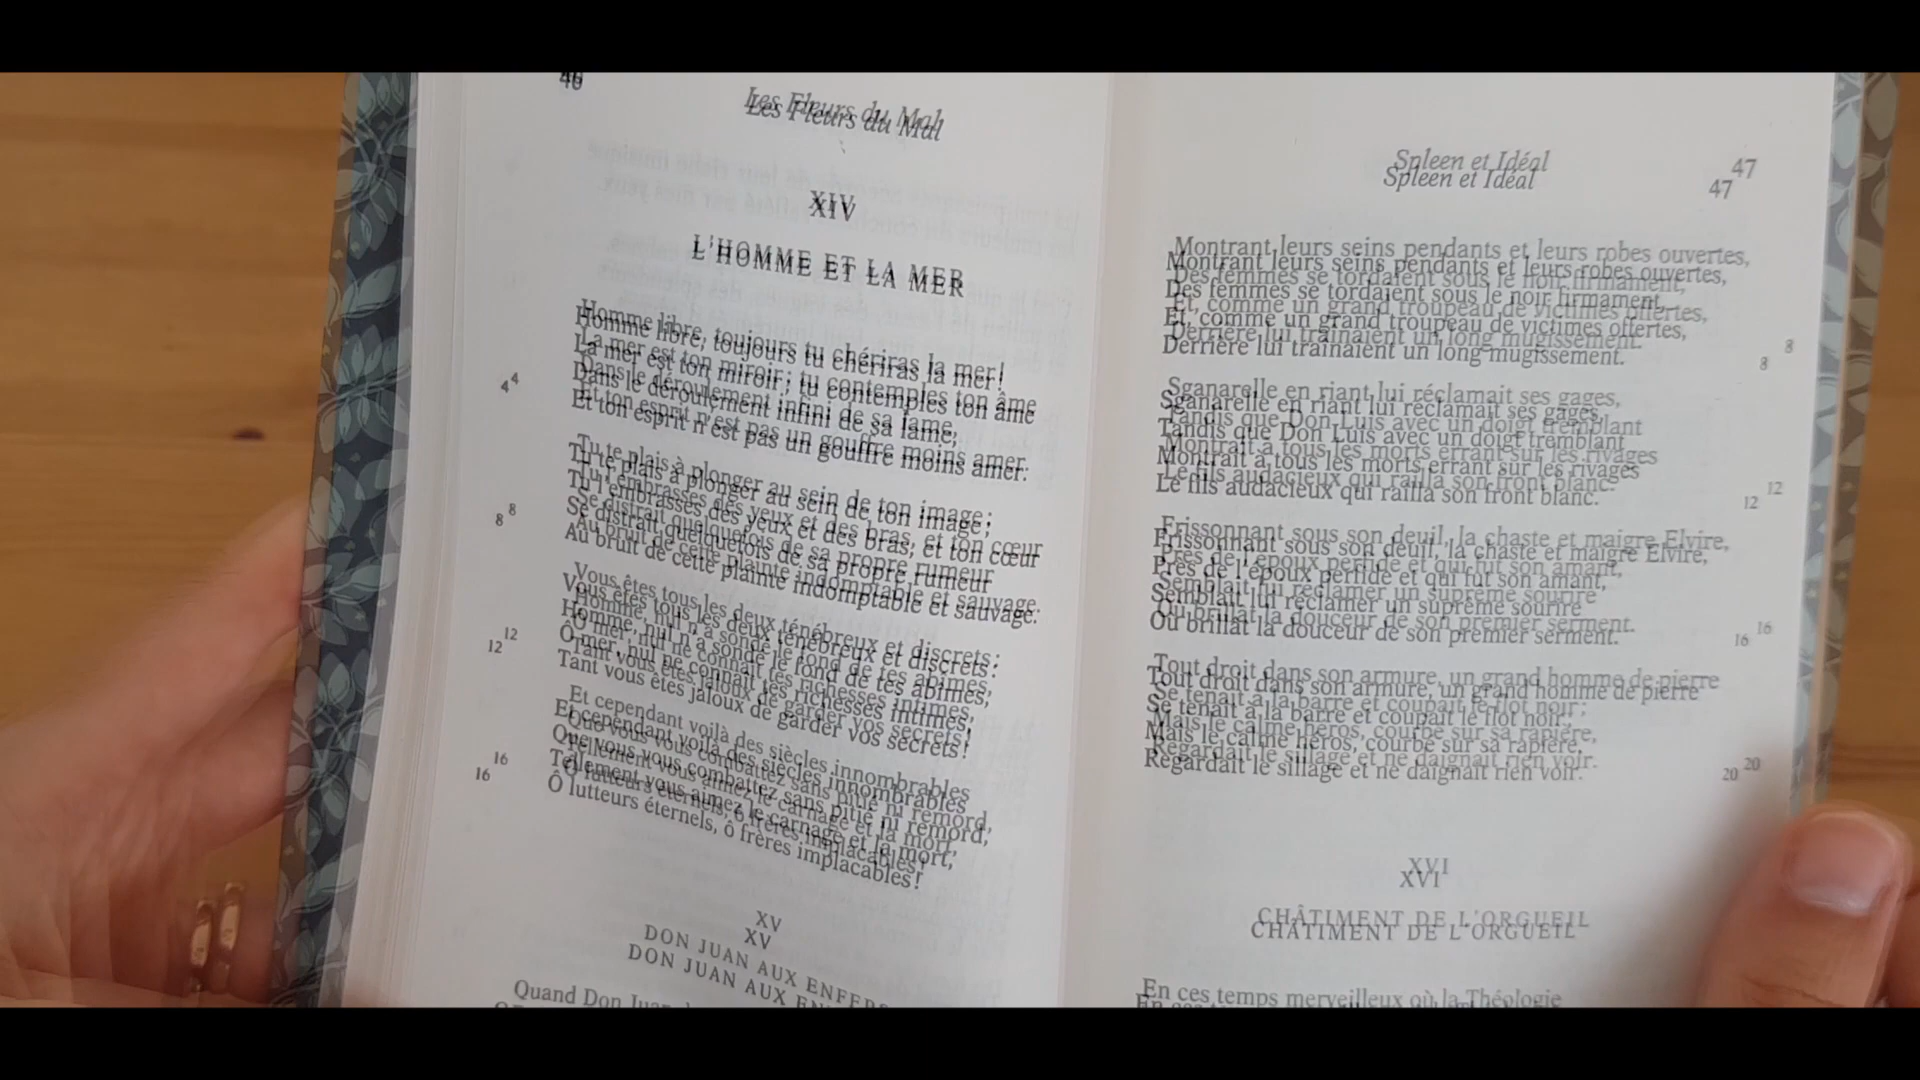 46
Les Fleurs du Mal
XIV
L'HOMME ET LA MER
Homme libre, toujours tu chériras la mer!
La mer est ton miroir; tu contemples ton âme
Dans le déroulement infini de sa lame,
4
Et ton esprit n'est pas un gouffre moins amer.
Tu te plais à plonger au sein de ton image;
Tu l'embrasses des yeux et des bras, et ton cœur
Se distrait quelquefois de sa propre rumeur
8
Au bruit de cette plainte indomptable et sauvage.
Vous êtes tous les deux ténébreux et discrets:
Homme, nul n'a sondé le fond de tes abîmes,
Ô mer, nul ne connaît tes richesses intimes,
12
Tant vous êtes jaloux de garder vos secrets!
Et cependant voilà des siècles innombrables
Que vous vous combattez sans pitié ni remord,
Tellement vous aimez le carnage et la mort,
16
Ô lutteurs éternels, ô frères implacables!
XV
DON JUAN AUX ENFERS
Quand Don Juan
Spleen et Idéal
47
Montrant leurs seins pendants et leurs robes ouvertes,
Des femmes se tordaient sous le noir firmament,
Et, comme un grand troupeau de victimes offertes,
Derrière lui traînaient un long mugissement.
8
Sganarelle en riant lui réclamait ses gages,
Tandis que Don Luis avec un doigt tremblant
Montrait à tous les morts errant sur les rivages
Le fils audacieux qui railla son front blanc.
12
Frissonnant sous son deuil, la chaste et maigre Elvire,
Près de l'époux perfide et qui fut son amant,
Semblait lui réclamer un suprême sourire
Où brillât la douceur de son premier serment.
16
Tout droit dans son armure, un grand homme de pierre
Se tenait à la barre et coupait le flot noir;
Mais le calme héros, courbé sur sa rapière,
Regardait le sillage et ne daignait rien voir.
20
XVI
CHÂTIMENT DE L'ORGUEIL
En ces temps merveilleux où la Théologie